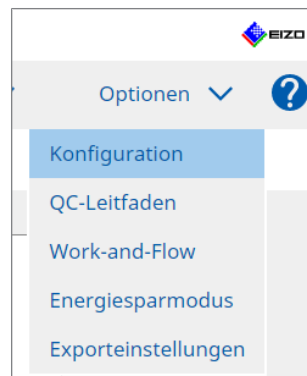 EIZO
Optionen
?
Konfiguration
QC-Leitfaden
Work-and-Flow
Energiesparmodus
Exporteinstellungen